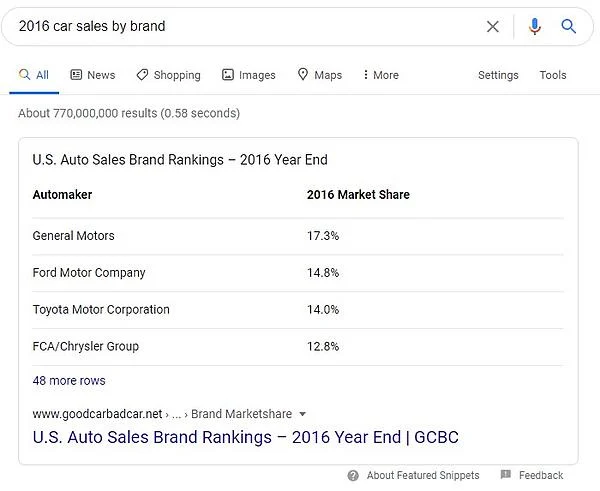 2016 car sales by brand
All News Shopping Images Maps More Settings Tools
About 770,000,000 results (0.58 seconds)
U.S. Auto Sales Brand Rankings – 2016 Year End
Automaker 2016 Market Share
General Motors 17.3%
Ford Motor Company 14.8%
Toyota Motor Corporation 14.0%
FCA/Chrysler Group 12.8%
48 more rows
www.goodcarbadcar.net › ... › Brand Marketshare
U.S. Auto Sales Brand Rankings – 2016 Year End | GCBC
About Featured Snippets Feedback